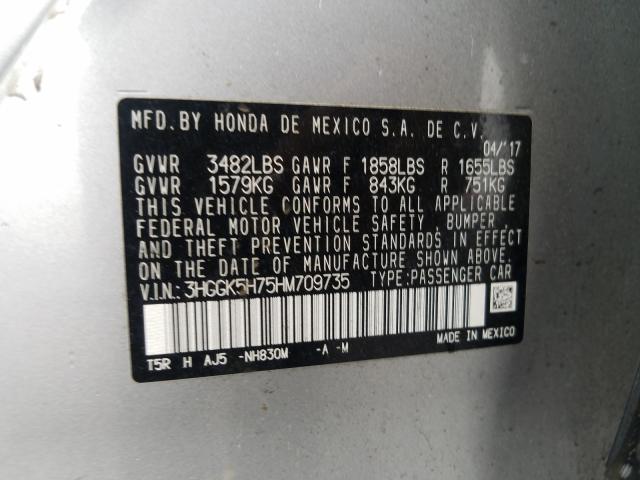 MFD.BY HONDA DE MEXICO S.A. DE C.V.
04/'17
GVWR 3482LBS GAWR F 1858LBS R 1655LBS
GVWR 1579KG GAWR F 843KG R 751KG
THIS VEHICLE CONFORMS TO ALL APPLICABLE
FEDERAL MOTOR VEHICLE SAFETY , BUMPER,
AND THEFT PREVENTION STANDARDS IN EFFECT
ON THE DATE OF MANUFACTURE SHOWN ABOVE.
V.I.N.: 3HGGK5H75HM709735 TYPE:PASSENGER CAR
MADE IN MEXICO
T5R H AJ5 -NH830M -A -M